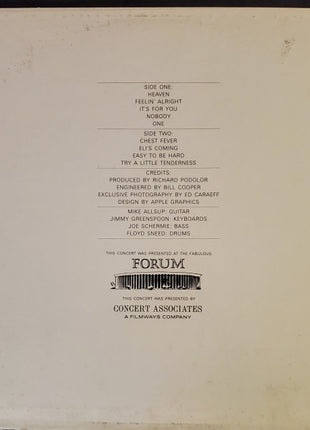 SIDE ONE:
HEAVEN
FEELIN' ALRIGHT
IT'S FOR YOU
NOBODY
ONE
SIDE TWO:
CHEST FEVER
ELI'S COMING
EASY TO BE HARD
TRY A LITTLE TENDERNESS
CREDITS:
PRODUCED BY RICHARD PODOLOR
ENGINEERED BY BILL COOPER
EXCLUSIVE PHOTOGRAPHY BY ED CARAEFF
DESIGN BY APPLE GRAPHICS
MIKE ALLSUP: GUITAR
JIMMY GREENSPOON: KEYBOARDS
JOE SCHERMIE: BASS
FLOYD SNEED: DRUMS
THIS CONCERT WAS PRESENTED AT THE FABULOUS
FORUM
THIS CONCERT WAS PRESENTED BY
CONCERT ASSOCIATES
A FILMWAYS COMPANY